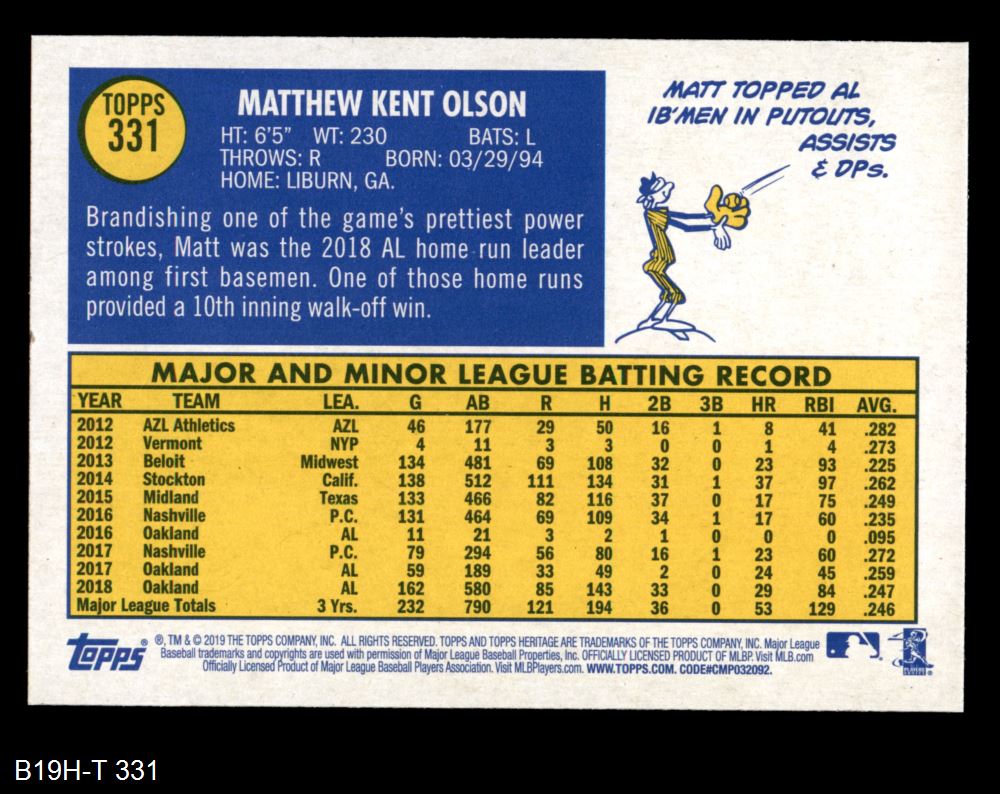 TOPPS
331
MATTHEW KENT OLSON
HT: 6'5" WT: 230 BATS: L
THROWS: R BORN: 03/29/94
HOME: LIBURN, GA.
Brandishing one of the game's prettiest power
strokes, Matt was the 2018 AL home run leader
among first basemen. One of those home runs
provided a 10th inning walk-off win.
MATT TOPPED AL
1B'MEN IN PUTOUTS,
ASSISTS
& DPs.
MAJOR AND MINOR LEAGUE BATTING RECORD
YEAR TEAM LEA. G AB R H 2B 3B HR RBI AVG.
2012 AZL Athletics AZL 46 177 29 50 16 1 8 41 .282
2012 Vermont NYP 4 11 3 3 0 0 1 4 .273
2013 Beloit Midwest 134 481 69 108 32 0 23 93 .225
2014 Stockton Calif. 138 512 111 134 31 1 37 97 .262
2015 Midland Texas 133 466 82 116 37 0 17 75 .249
2016 Nashville P.C. 131 464 69 109 34 1 17 60 .235
2016 Oakland AL 11 21 3 2 1 0 0 0 .095
2017 Nashville P.C. 79 294 56 80 16 1 23 60 .272
2017 Oakland AL 59 189 33 49 2 0 24 45 .259
2018 Oakland AL 162 580 85 143 33 0 29 84 .247
Major League Totals 3 Yrs. 232 790 121 194 36 0 53 129 .246
Topps®
®, TM & © 2019 THE TOPPS COMPANY, INC. ALL RIGHTS RESERVED. TOPPS AND TOPPS HERITAGE ARE TRADEMARKS OF THE TOPPS COMPANY, INC. Major League
Baseball trademarks and copyrights are used with permission of Major League Baseball Properties, Inc. OFFICIALLY LICENSED PRODUCT OF MLBP. Visit MLB.com
Officially Licensed Product of Major League Baseball Players Association. Visit MLBPlayers.com. WWW.TOPPS.COM. CODE#CMP032092.
B19H-T 331